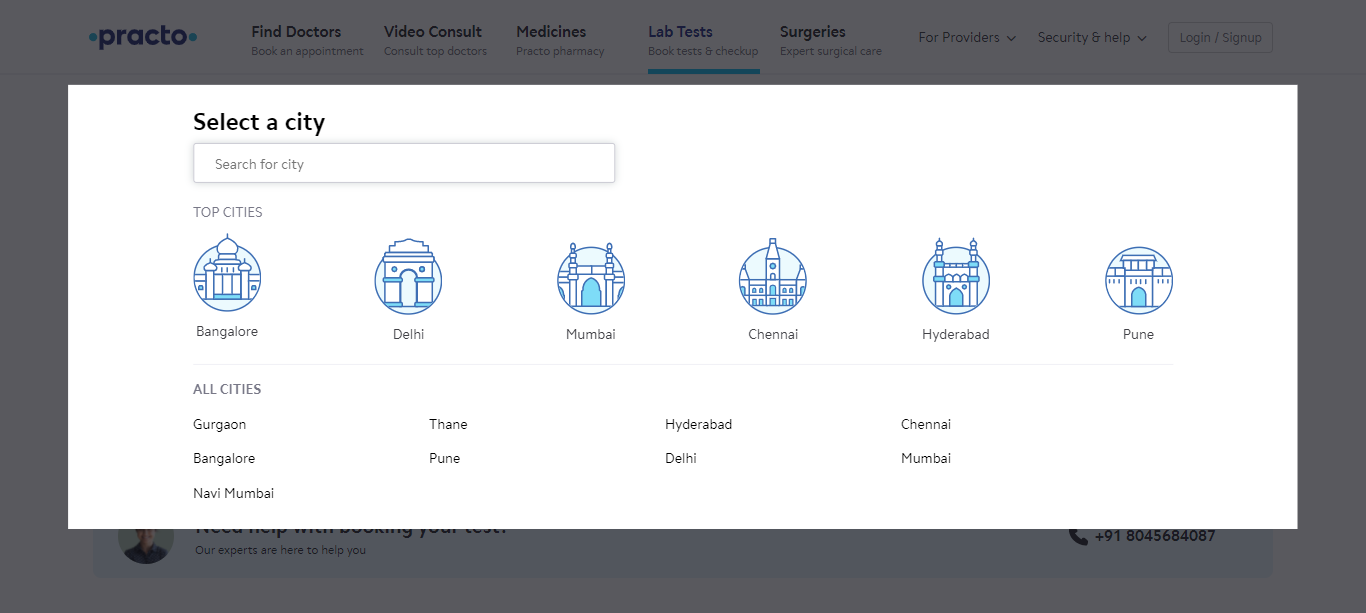 practo
Find Doctors
Book an appointment
Video Consult
Consult top doctors
Medicines
Practo pharmacy
Lab Tests
Book tests & checkup
Surgeries
Expert surgical care
For Providers
Security & help
Login / Signup
Select a city
Search for city
TOP CITIES
Bangalore
Delhi
Mumbai
Chennai
Hyderabad
Pune
ALL CITIES
Gurgaon
Thane
Hyderabad
Chennai
Bangalore
Pune
Delhi
Mumbai
Navi Mumbai
Need help with booking your test?
Our experts are here to help you
+91 8045684087